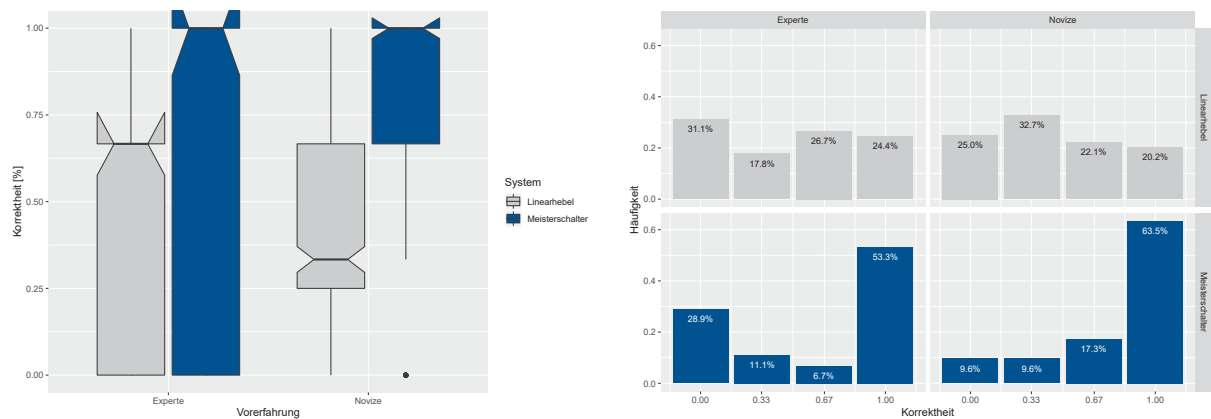 1.00
0.75
0.50
0.25
0.00
Korrektheit [%]
Experte
Novize
Vorerfahrung
System
Linearhebel
Meisterschalter
Experte
Novize
0.6
0.4
0.2
0.0
31.1%
17.8%
26.7%
24.4%
25.0%
32.7%
22.1%
20.2%
Linearhebel
Häufigkeit
0.6
0.4
0.2
0.0
28.9%
11.1%
6.7%
53.3%
9.6%
9.6%
17.3%
63.5%
Meisterschalter
0.00
0.33
0.67
1.00
0.00
0.33
0.67
1.00
Korrektheit